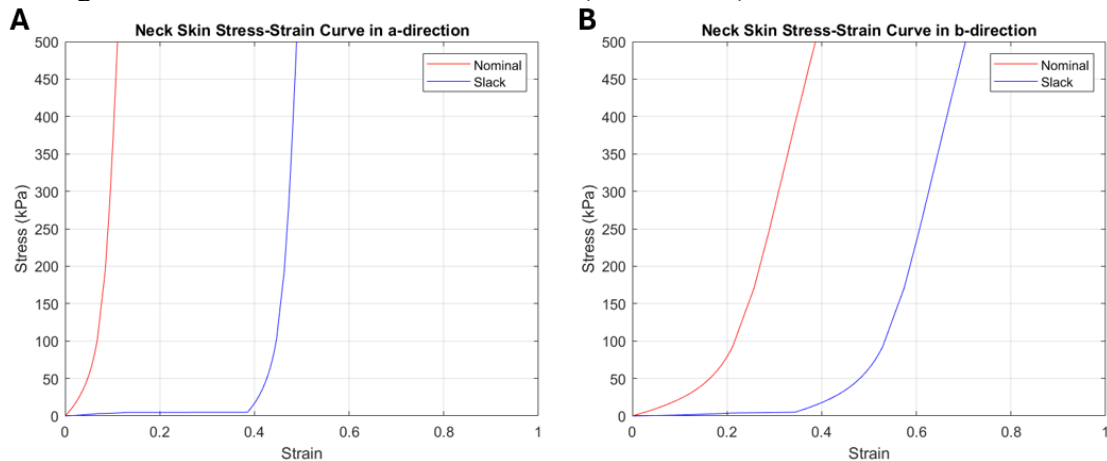 A
Neck Skin Stress-Strain Curve in a-direction
500
450
400
350
300
250
200
150
100
50
0
Stress (kPa)
Nominal
Slack
0 0.2 0.4 0.6 0.8 1
Strain
B
Neck Skin Stress-Strain Curve in b-direction
500
450
400
350
300
250
200
150
100
50
0
Stress (kPa)
Nominal
Slack
0 0.2 0.4 0.6 0.8 1
Strain